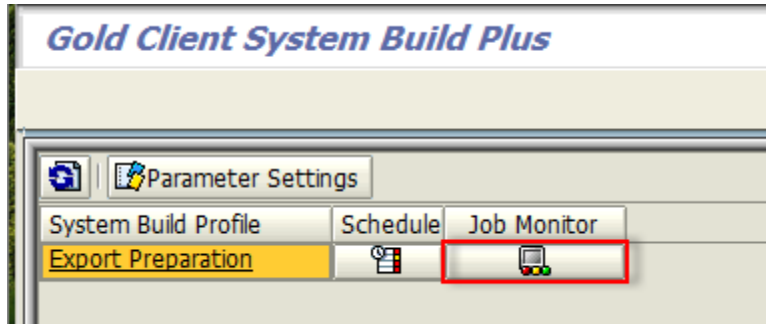 Gold Client System Build Plus
Parameter Settings
System Build Profile Schedule Job Monitor
Export Preparation